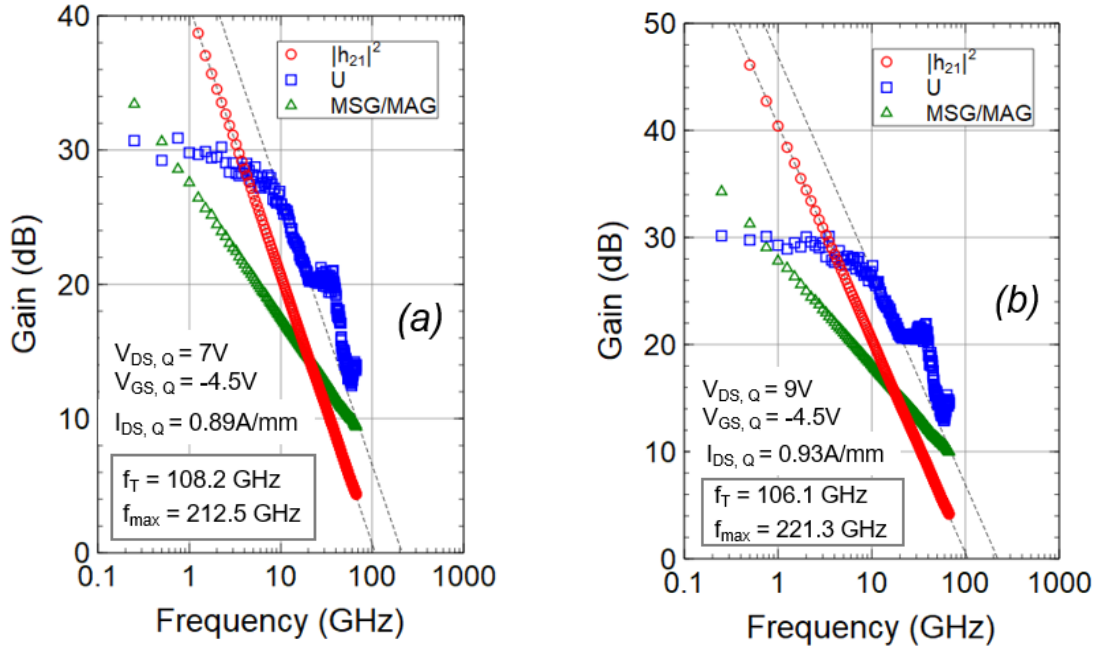 40
30
20
10
0
Gain (dB)
|h21|²
U
MSG/MAG
(a)
VDS, Q = 7V
VGS, Q = -4.5V
IDS, Q = 0.89A/mm
fT = 108.2 GHz
fmax = 212.5 GHz
0.1 1 10 100 1000
Frequency (GHz)
50
40
30
20
10
0
Gain (dB)
|h21|²
U
MSG/MAG
(b)
VDS, Q = 9V
VGS, Q = -4.5V
IDS, Q = 0.93A/mm
fT = 106.1 GHz
fmax = 221.3 GHz
0.1 1 10 100 1000
Frequency (GHz)